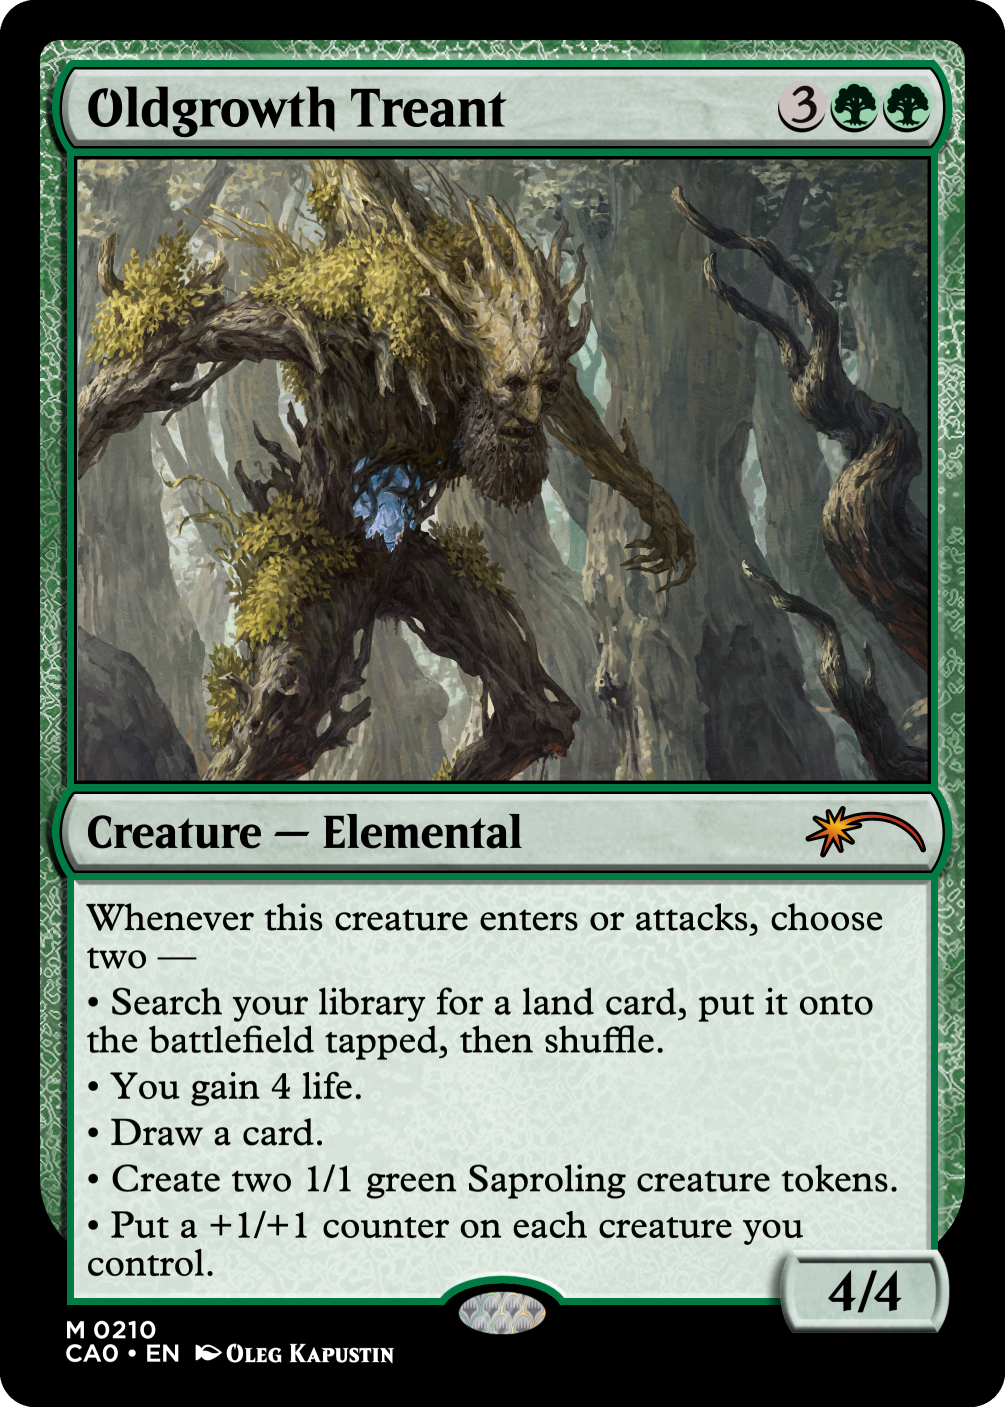 Oldgrowth Treant 3
Creature — Elemental
Whenever this creature enters or attacks, choose
two —
• Search your library for a land card, put it onto
the battlefield tapped, then shuffle.
• You gain 4 life.
• Draw a card.
• Create two 1/1 green Saproling creature tokens.
• Put a +1/+1 counter on each creature you
control.
4/4
M 0210
CAO • EN Oleg Kapustin